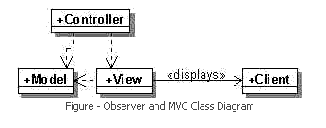 +Controller
+Model
+View
«displays»
+Client
Figure - Observer and MVC Class Diagram